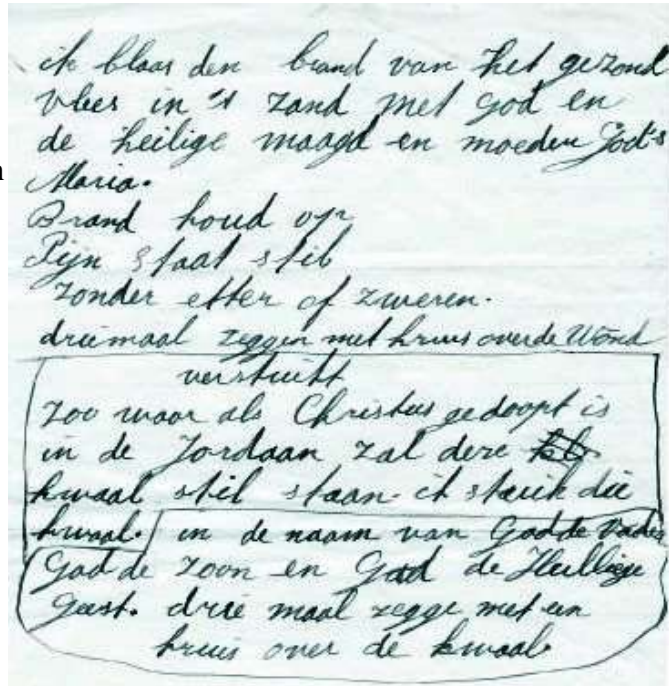 ik blaas den brand van het gezond
vlees in 't zand met god en
de heilige maagd en moeder God's
Maria.
Brand houd op
Pijn staat stil
zonder etter of zweren.
driemaal zeggen met kruis over de Wond
verstuikt
zoo waar als Christus gedoopt is
in de Jordaan zal deze
kwaal stil staan. ik stuik die
kwaal. in de naam van God de Vader
God de zoon en God de Heillige
Geest. drie maal zegge met een
kruis over de kwaal